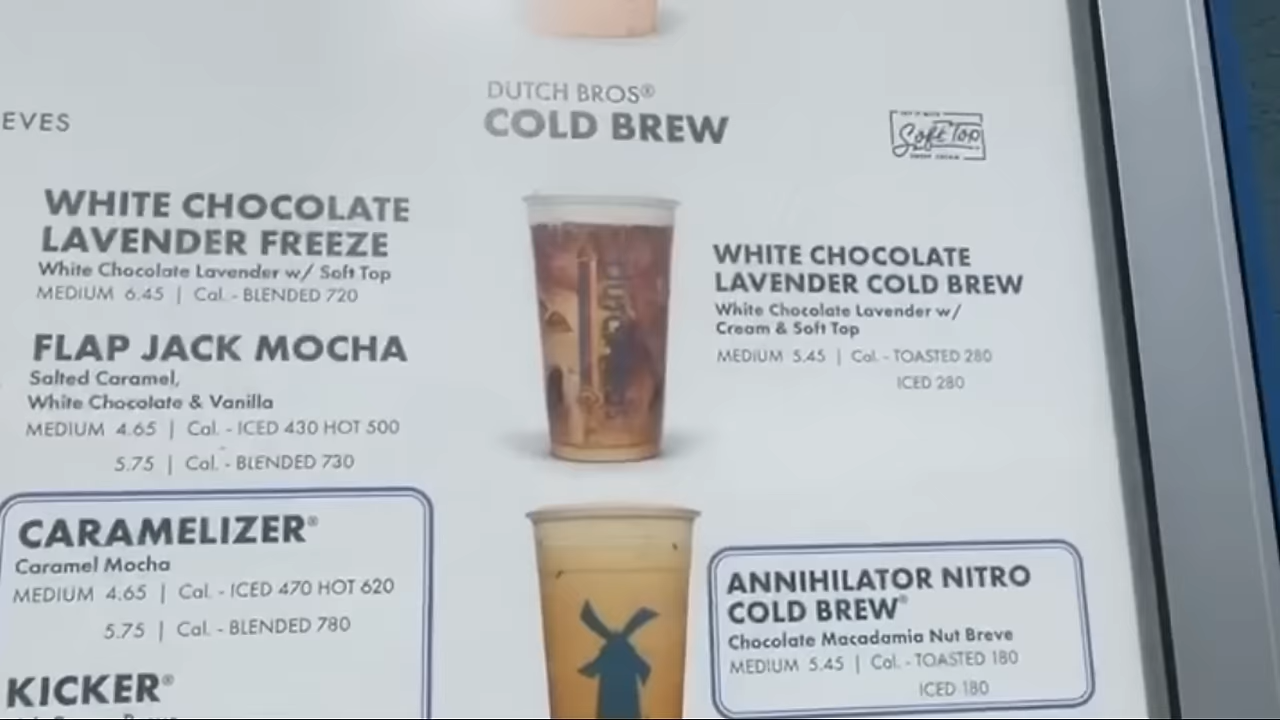 EVES
WHITE CHOCOLATE
LAVENDER FREEZE
White Chocolate Lavender w/ Soft Top
MEDIUM 6.45 | Cal. - BLENDED 720
FLAP JACK MOCHA
Salted Caramel,
White Chocolate & Vanilla
MEDIUM 4.65 | Cal. - ICED 430 HOT 500
5.75 | Cal. - BLENDED 730
CARAMELIZER®
Caramel Mocha
MEDIUM 4.65 | Cal. - ICED 470 HOT 620
5.75 | Cal. - BLENDED 780
KICKER®
DUTCH BROS®
COLD BREW
Soft Top
WHITE CHOCOLATE
LAVENDER COLD BREW
White Chocolate Lavender w/
Cream & Soft Top
MEDIUM 5.45 | Cal. - TOASTED 280
ICED 280
ANNIHILATOR NITRO
COLD BREW®
Chocolate Macadamia Nut Breve
MEDIUM 5.45 | Cal. - TOASTED 180
ICED 180